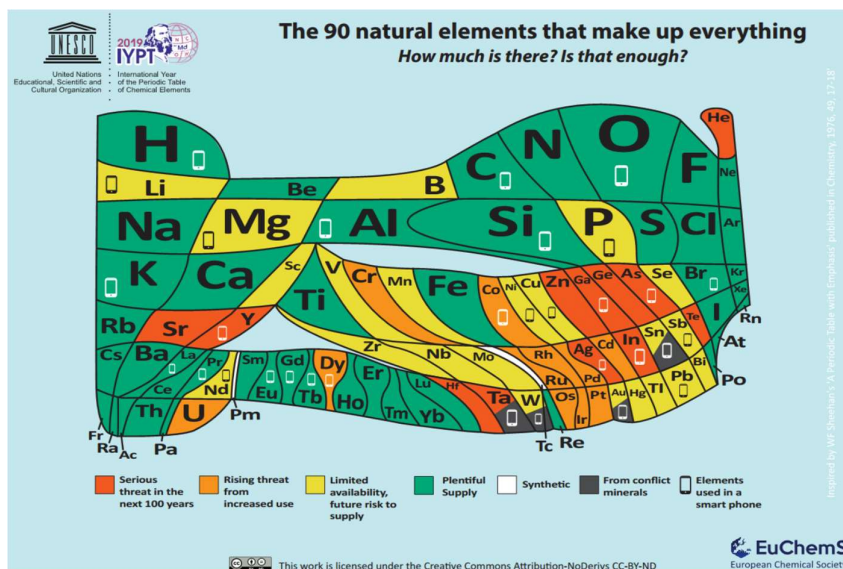 The 90 natural elements that make up everything
How much is there? Is that enough?
UNESCO
United Nations
Educational, Scientific and
Cultural Organization
2019
IYPT
International Year
of the Periodic Table
of Chemical Elements
H He
Li Be B C N O F Ne
Na Mg Al Si P S Cl Ar
K Ca Sc Ti V Cr Mn Fe Co Ni Cu Zn Ga Ge As Se Br Kr
Rb Sr Y Zr Nb Mo Tc Ru Rh Pd Ag Cd In Sn Sb Te I Xe
Cs Ba La Ce Pr Nd Pm Sm Eu Gd Tb Dy Ho Er Tm Yb Lu Hf Ta W Re Os Ir Pt Au Hg Tl Pb Bi Po At Rn
Fr Ra Ac Th Pa U
Serious
threat in the
next 100 years
Rising threat
from
increased use
Limited
availability,
future risk to
supply
Plentiful
Supply
Synthetic
From conflict
minerals
Elements
used in a
smart phone
Inspired by WF Sheehan's 'A Periodic Table with Emphasis' published in Chemistry, 1976, 49, 17-18'
This work is licensed under the Creative Commons Attribution-NoDerivs CC-BY-ND
EuChemS
European Chemical Society